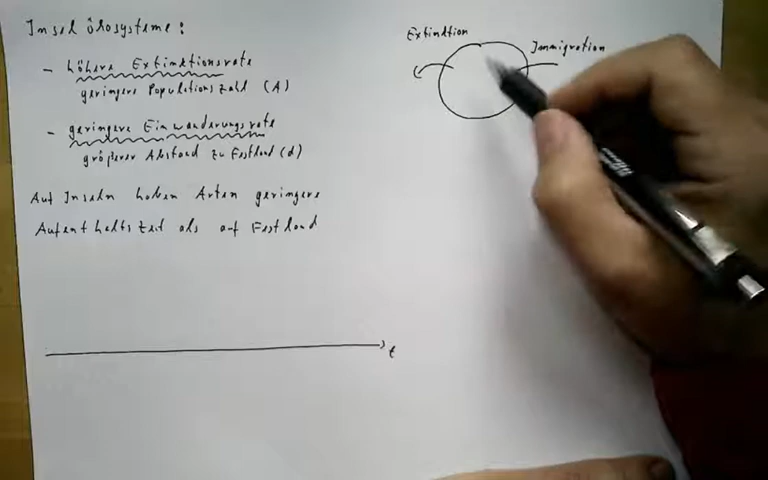 Inselökosysteme:
- höhere Extinktionsrate
geringere Populationszahl (A)
- geringere Einwanderungsrate
größerer Abstand zu Festland (d)
Auf Inseln haben Arten geringere
Aufenthaltszeit als auf Festland
t
Extinktion
Immigration